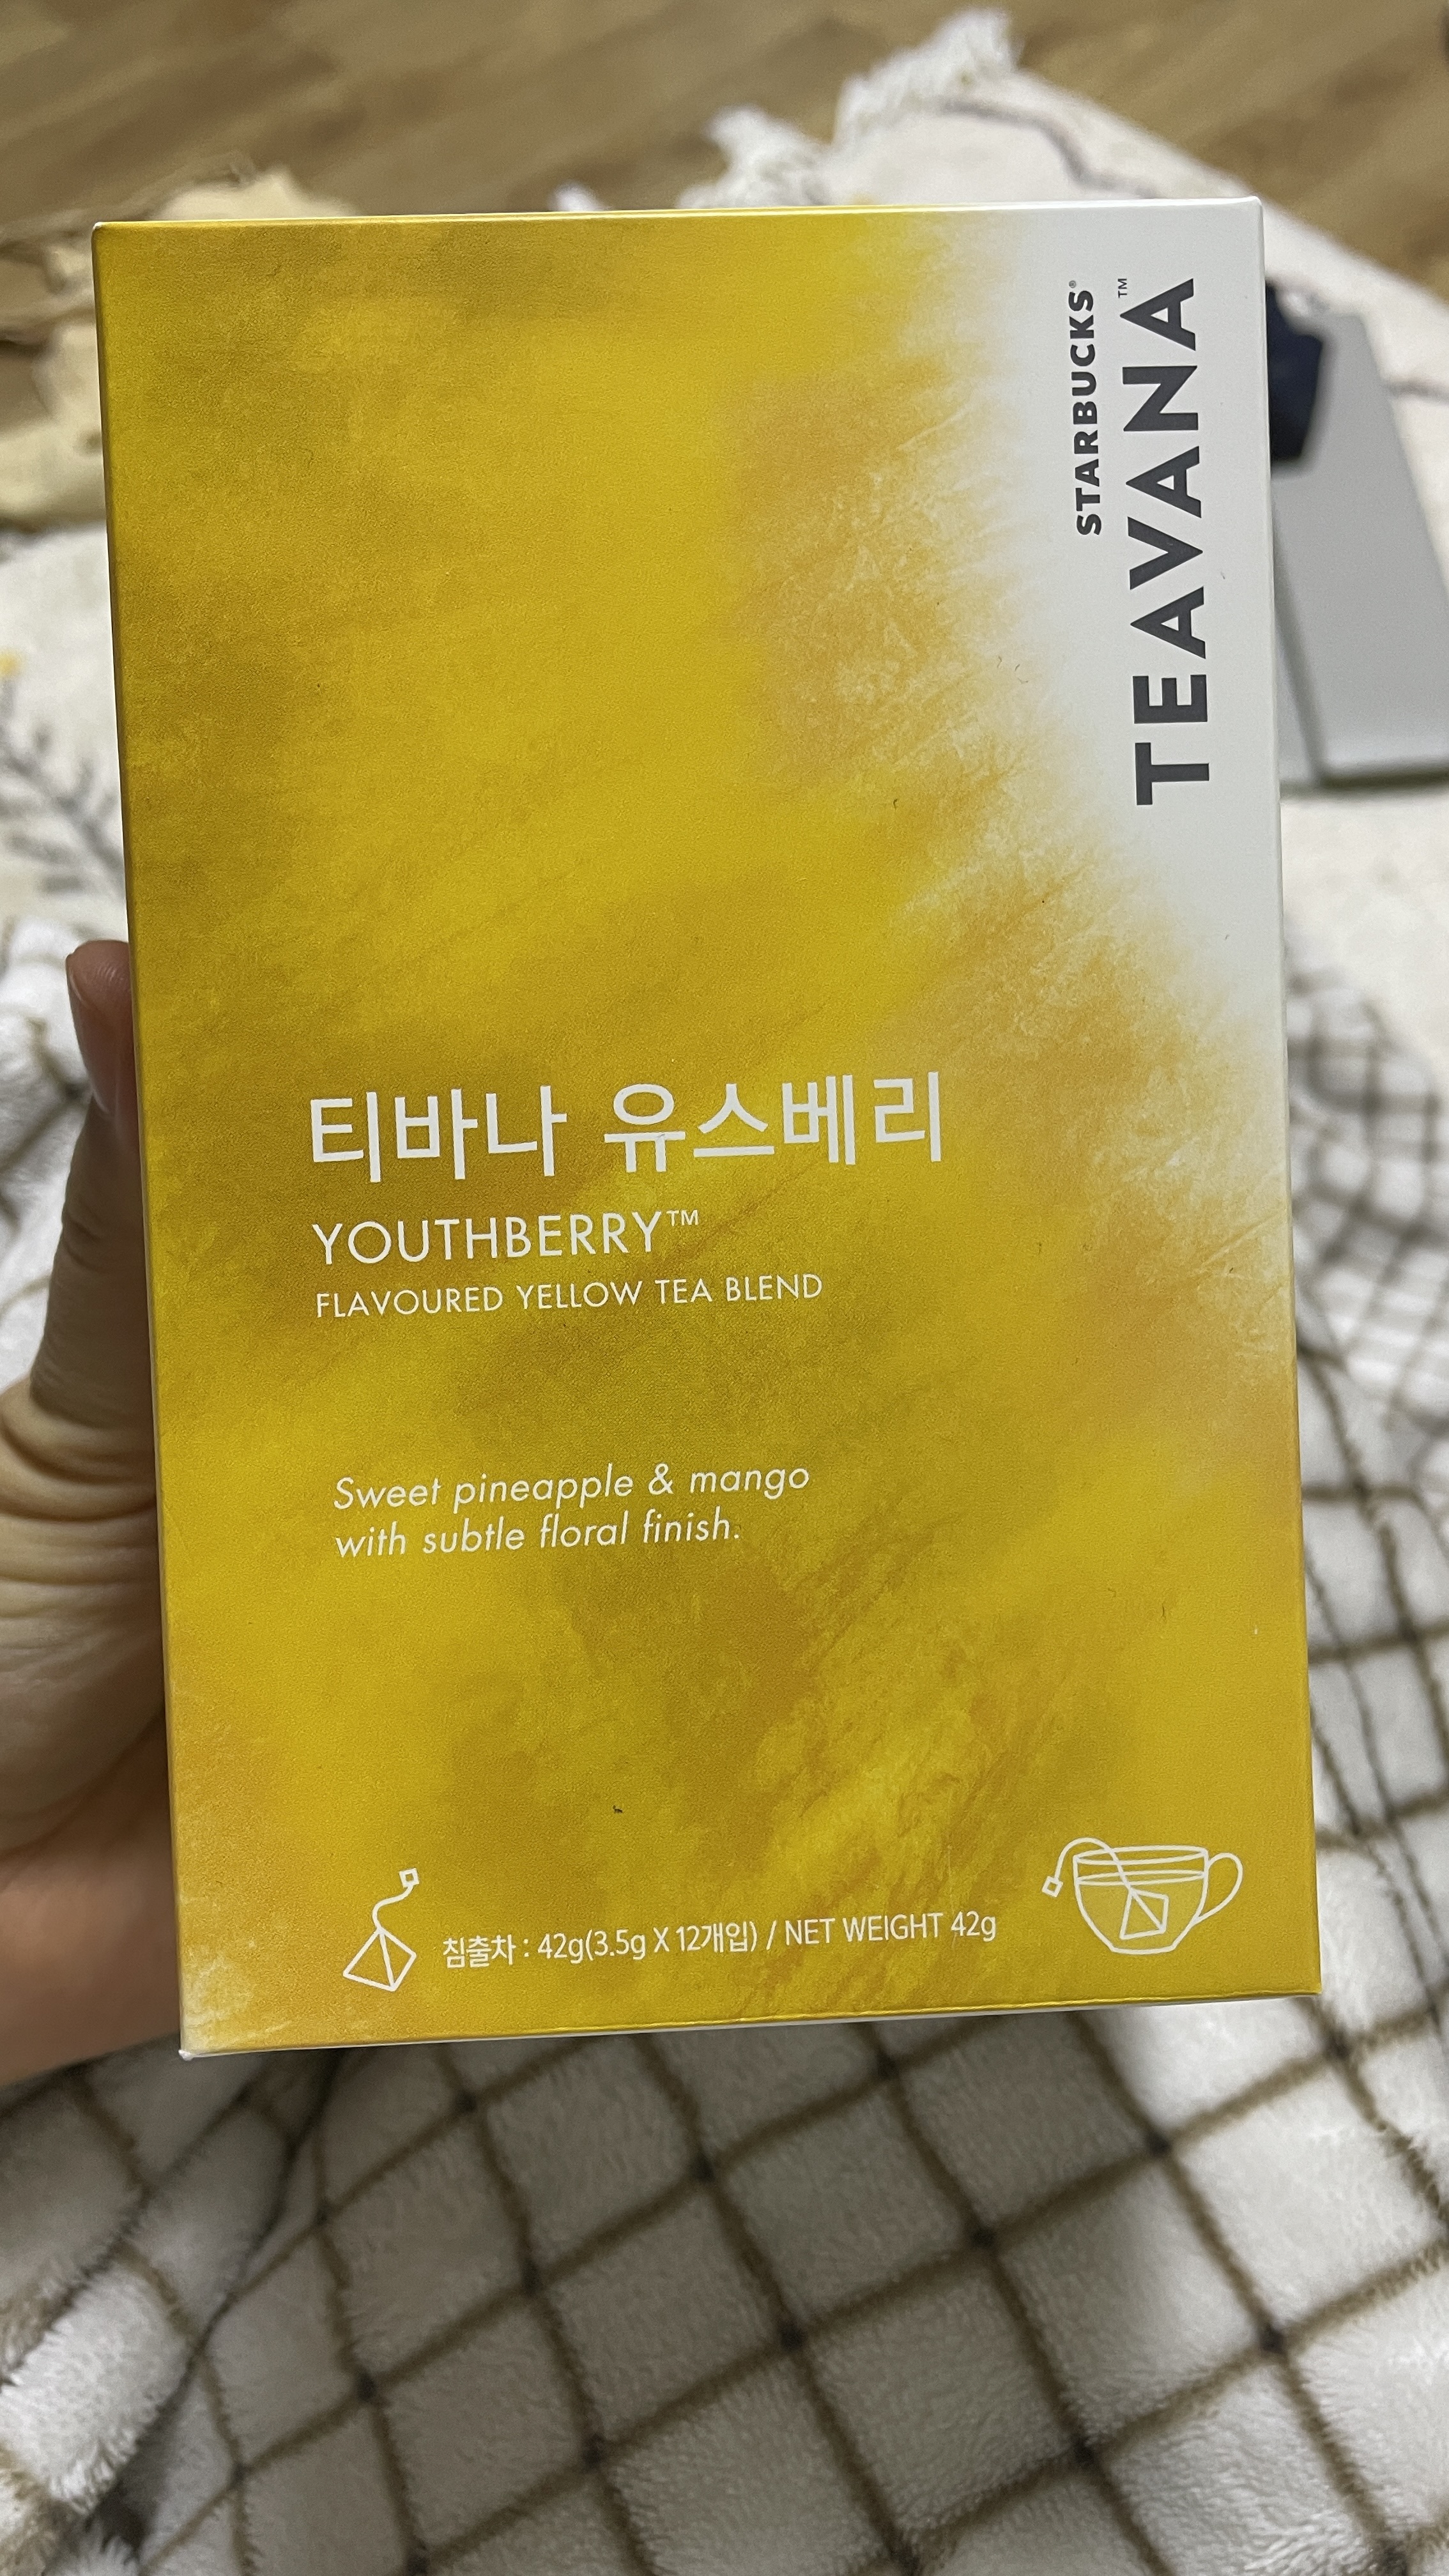 STARBUCKS®
TEAVANA™
티바나 유스베리
YOUTHBERRY™
FLAVOURED YELLOW TEA BLEND
Sweet pineapple & mango
with subtle floral finish.
침출차 : 42g(3.5g X 12개입) / NET WEIGHT 42g